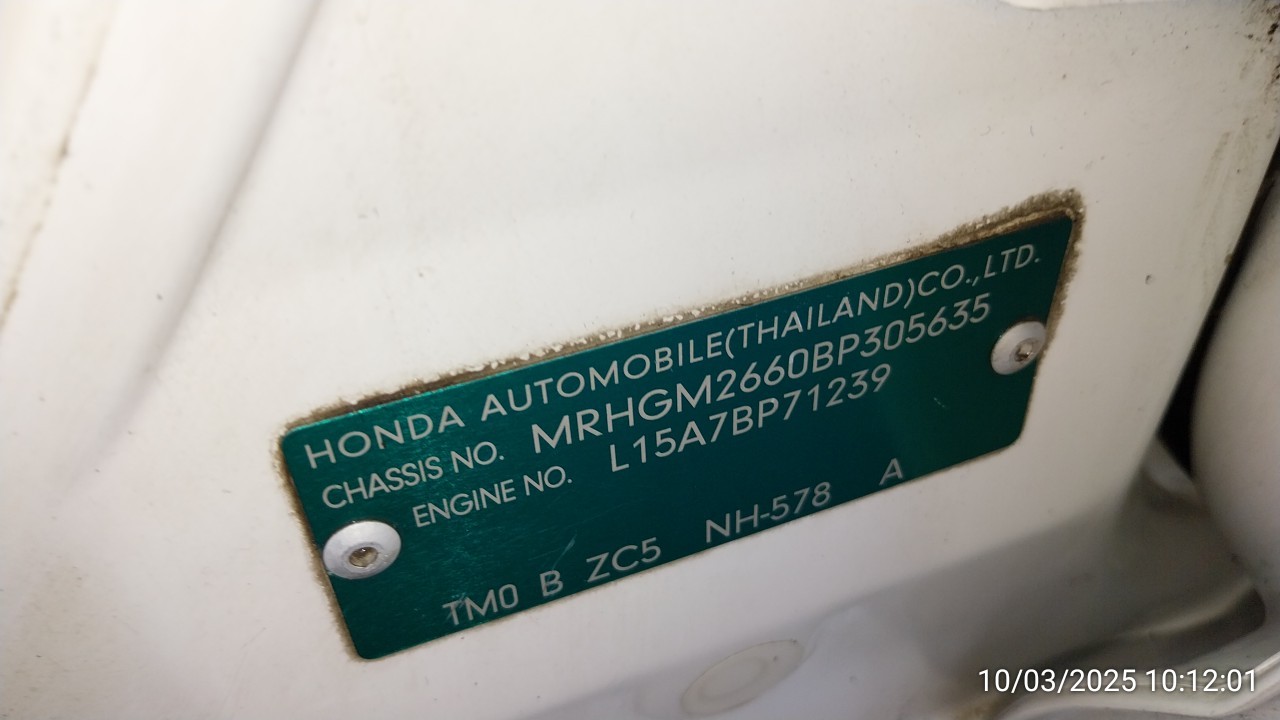 HONDA AUTOMOBILE(THAILAND)CO.,LTD.
CHASSIS NO. MRHGM2660BP305635
ENGINE NO. L15A7BP71239
TM0 B ZC5 NH-578 A
10/03/2025 10:12:01